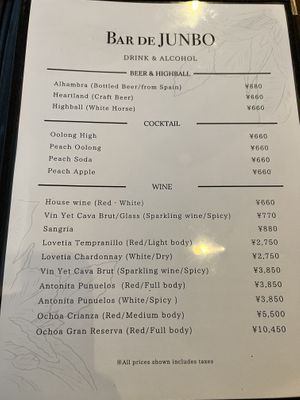 BAR DE JUNBO
DRINK & ALCOHOL
BEER & HIGHBALL
Alhambra (Bottled Beer/from Spain) ¥880
Heartland (Craft Beer) ¥660
Highball (White Horse) ¥660
COCKTAIL
Oolong High ¥660
Peach Oolong ¥660
Peach Soda ¥660
Peach Apple ¥660
WINE
House wine (Red・White) ¥660
Vin Yet Cava Brut/Glass (Sparkling wine/Spicy) ¥770
Sangria ¥880
Lovetia Tempranillo (Red/Light body) ¥2,750
Lovetia Chardonnay (White/Dry) ¥2,750
Vin Yet Cava Brut (Sparkling wine/Spicy) ¥3,850
Antonita Punuelos (Red/Full body) ¥3,850
Antonita Punuelos (White/Spicy ) ¥3,850
Ochoa Crianza (Red/Medium body) ¥5,500
Ochoa Gran Reserva (Red/Full body) ¥10,450
※All prices shown includes taxes